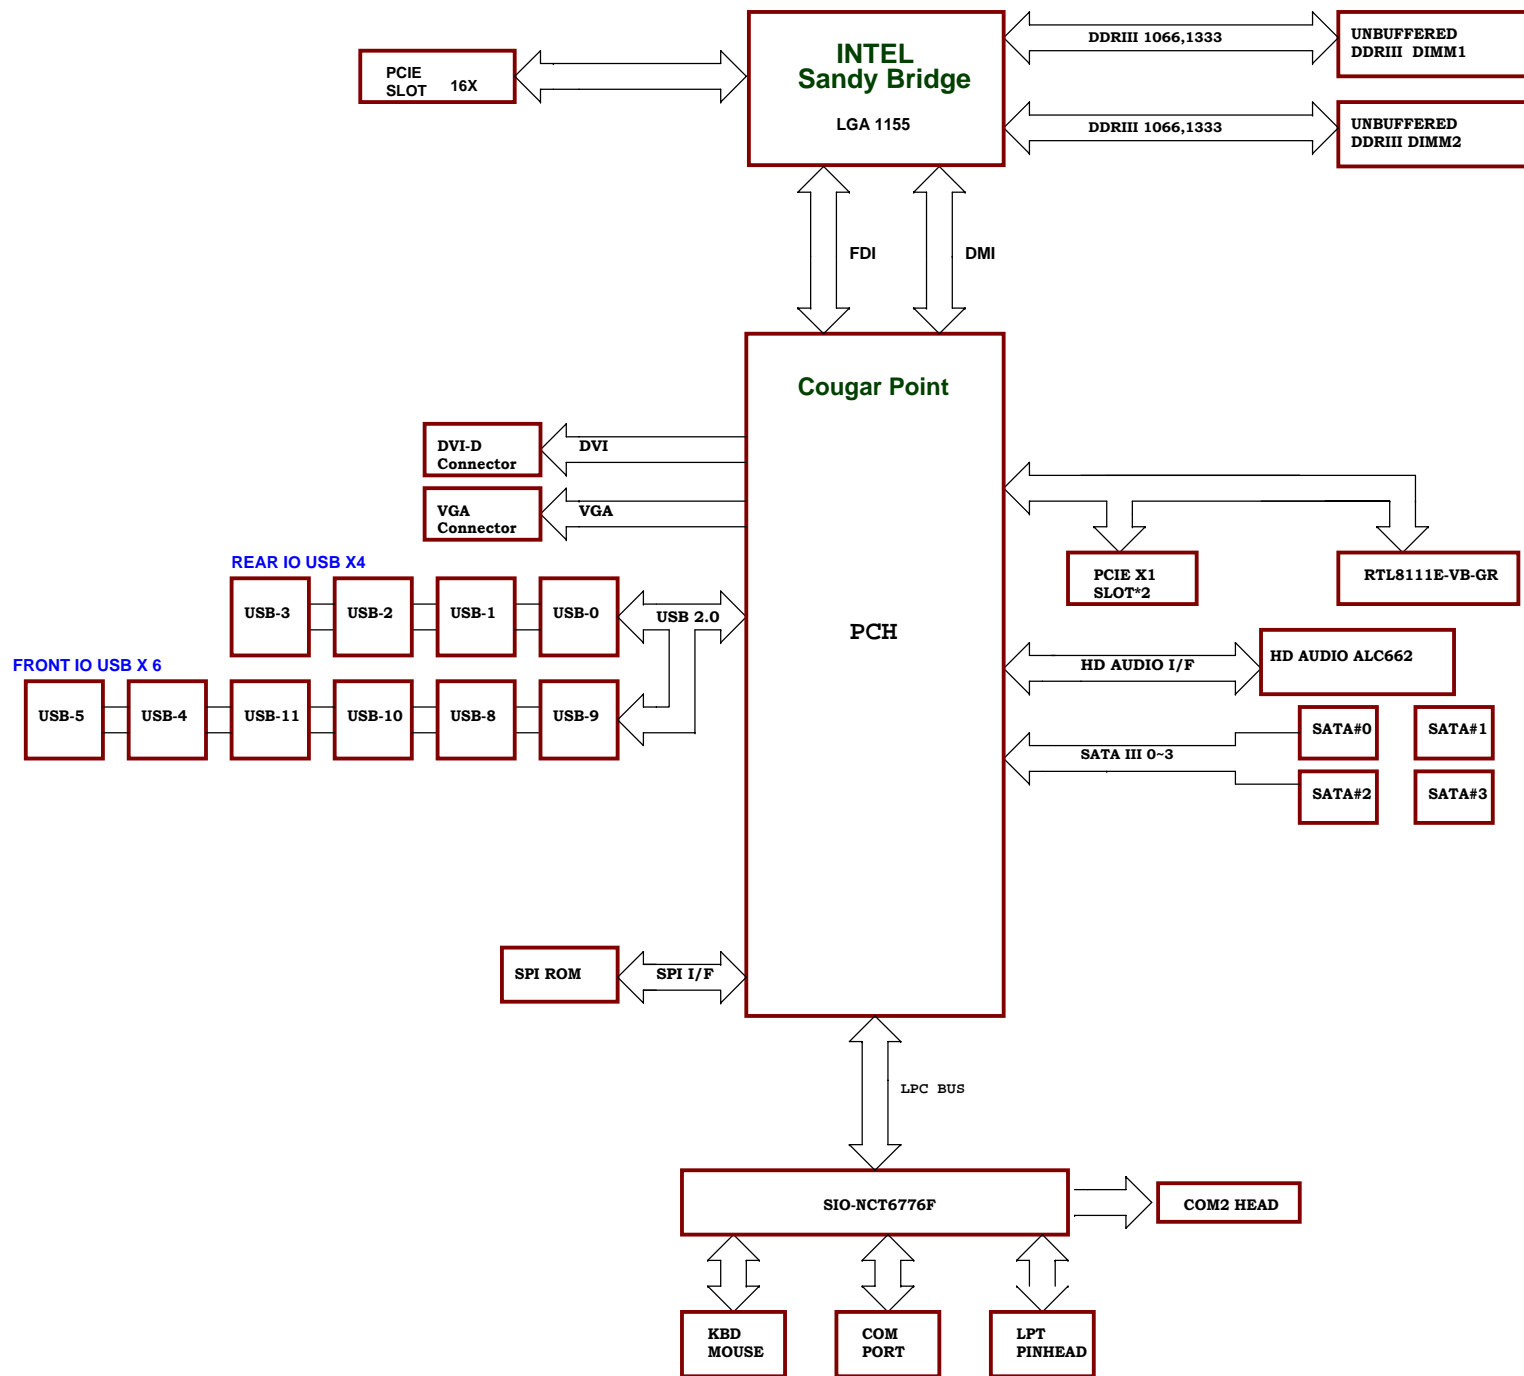 INTEL
Sandy Bridge
LGA 1155
PCIE
SLOT 16X
DDRIII 1066,1333
UNBUFFERED
DDRIII DIMM1
DDRIII 1066,1333
UNBUFFERED
DDRIII DIMM2
FDI
DMI
Cougar Point
PCH
DVI-D
Connector
DVI
VGA
Connector
VGA
REAR IO USB X4
USB-3
USB-2
USB-1
USB-0
USB 2.0
FRONT IO USB X 6
USB-5
USB-4
USB-11
USB-10
USB-8
USB-9
PCIE X1
SLOT*2
RTL8111E-VB-GR
HD AUDIO I/F
HD AUDIO ALC662
SATA III 0~3
SATA#0
SATA#1
SATA#2
SATA#3
SPI ROM
SPI I/F
LPC BUS
SIO-NCT6776F
COM2 HEAD
KBD
MOUSE
COM
PORT
LPT
PINHEAD